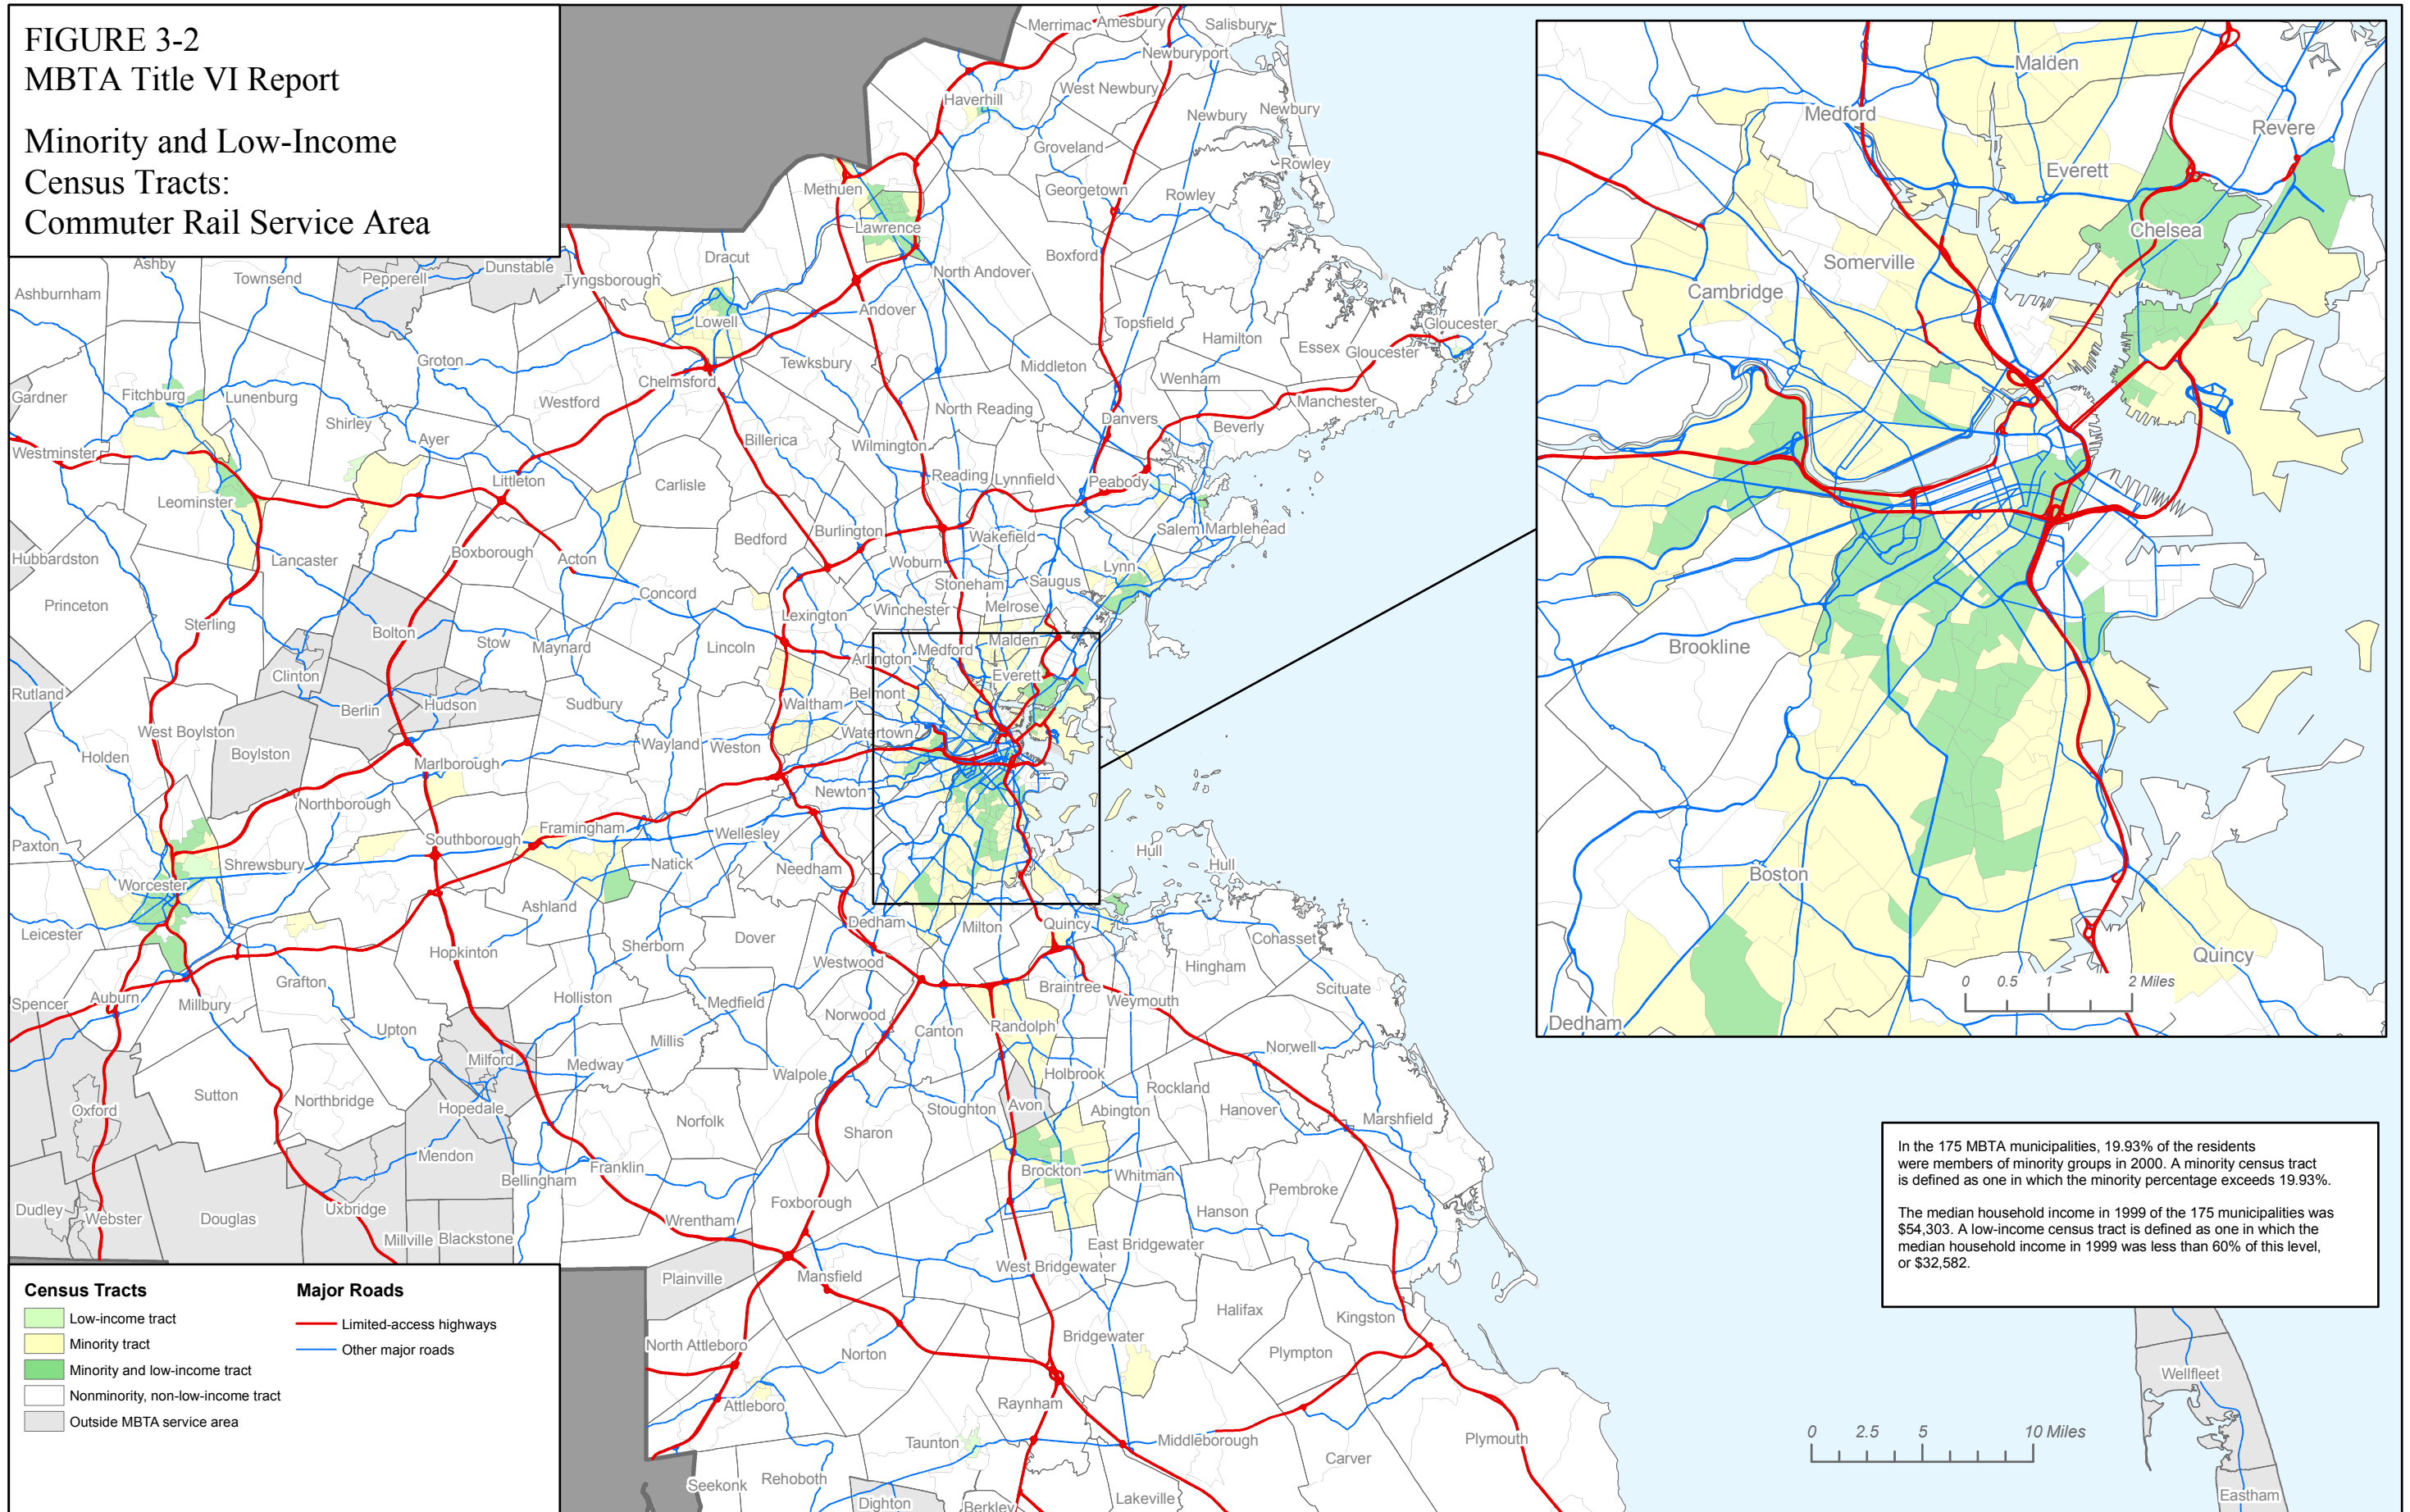 FIGURE 3-2
MBTA Title VI Report
Minority and Low-Income
Census Tracts:
Commuter Rail Service Area
Merrimac
Amesbury
Salisbury
Newburyport
West Newbury
Haverhill
Newbury
Newbury
Groveland
Rowley
Methuen
Georgetown
Rowley
Lawrence
Boxford
North Andover
Dracut
Ashby
Townsend
Pepperell
Dunstable
Tyngsborough
Ashburnham
Lowell
Andover
Topsfield
Hamilton
Essex
Gloucester
Gloucester
Groton
Chelmsford
Tewksbury
Middleton
Wenham
Gardner
Fitchburg
Lunenburg
Shirley
Westford
North Reading
Danvers
Beverly
Manchester
Ayer
Billerica
Wilmington
Westminster
Leominster
Littleton
Carlisle
Reading
Lynnfield
Peabody
Salem
Marblehead
Hubbardston
Lancaster
Boxborough
Acton
Bedford
Burlington
Wakefield
Woburn
Lynn
Princeton
Concord
Stoneham
Saugus
Sterling
Bolton
Stow
Maynard
Lincoln
Lexington
Winchester
Melrose
Malden
Medford
Arlington
Everett
Rutland
Clinton
Berlin
Hudson
Sudbury
Belmont
Waltham
Watertown
West Boylston
Boylston
Holden
Wayland
Weston
Marlborough
Newton
Northborough
Paxton
Southborough
Framingham
Wellesley
Shrewsbury
Natick
Needham
Hull
Hull
Worcester
Ashland
Dedham
Milton
Quincy
Leicester
Hopkinton
Sherborn
Dover
Westwood
Cohasset
Hingham
Spencer
Auburn
Millbury
Grafton
Holliston
Medfield
Braintree
Weymouth
Scituate
Upton
Norwood
Canton
Randolph
Millis
Milford
Medway
Walpole
Holbrook
Norwell
Sutton
Northbridge
Hopedale
Oxford
Norfolk
Stoughton
Avon
Abington
Rockland
Hanover
Marshfield
Sharon
Mendon
Bellingham
Franklin
Brockton
Whitman
Pembroke
Dudley
Webster
Douglas
Uxbridge
Millville
Blackstone
Wrentham
Foxborough
Hanson
East Bridgewater
West Bridgewater
Plainville
Mansfield
Halifax
Kingston
North Attleboro
Norton
Bridgewater
Plympton
Attleboro
Raynham
Taunton
Middleborough
Carver
Plymouth
Seekonk
Rehoboth
Dighton
Berkley
Lakeville
Malden
Medford
Revere
Everett
Chelsea
Somerville
Cambridge
Brookline
Boston
Quincy
Dedham
0 0.5 1 2 Miles
In the 175 MBTA municipalities, 19.93% of the residents
were members of minority groups in 2000. A minority census tract
is defined as one in which the minority percentage exceeds 19.93%.
The median household income in 1999 of the 175 municipalities was
$54,303. A low-income census tract is defined as one in which the
median household income in 1999 was less than 60% of this level,
or $32,582.
Wellfleet
Eastham
0 2.5 5 10 Miles
Census Tracts
Low-income tract
Minority tract
Minority and low-income tract
Nonminority, non-low-income tract
Outside MBTA service area
Major Roads
Limited-access highways
Other major roads